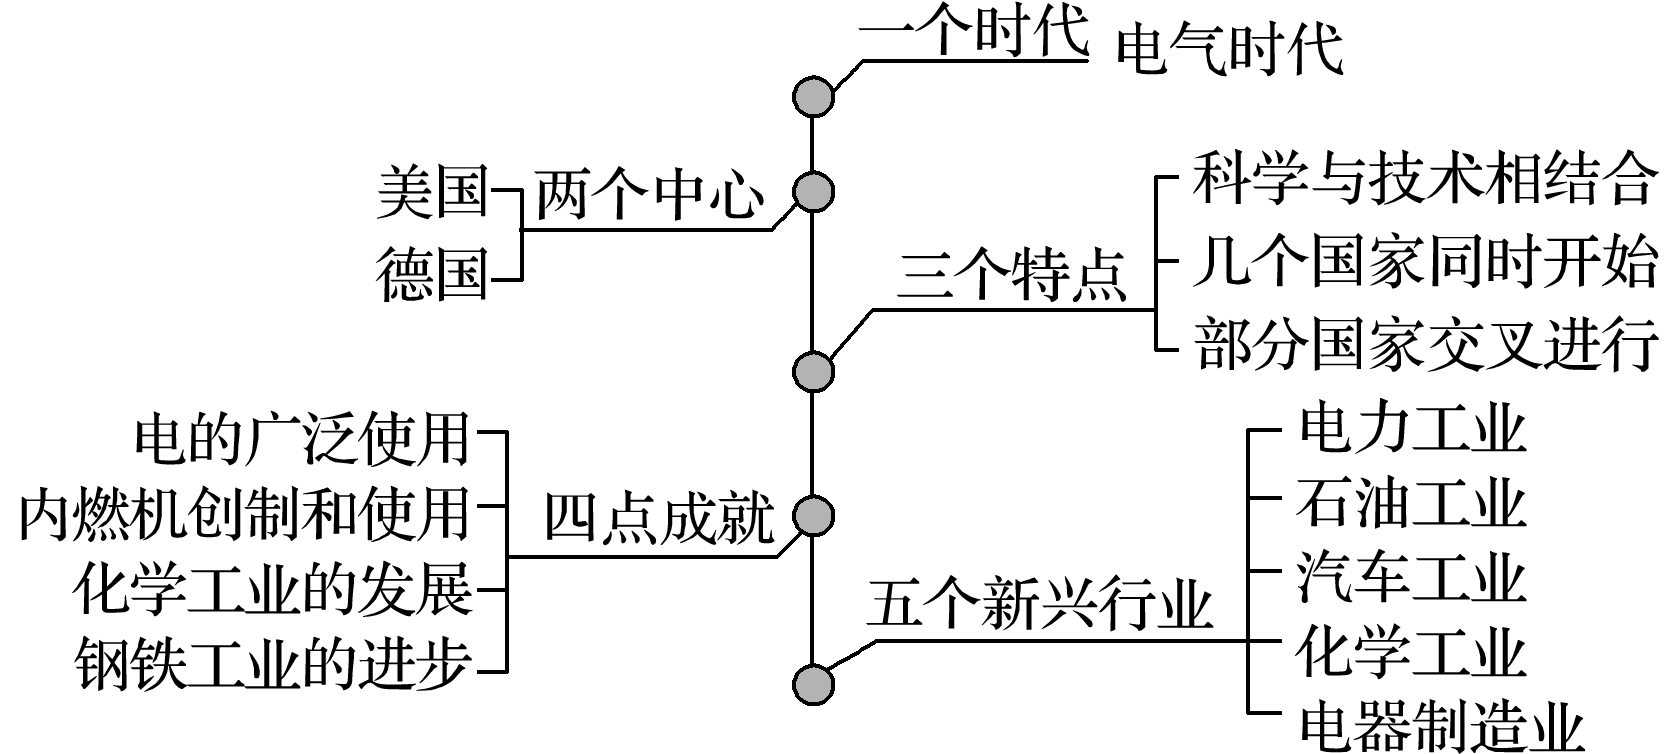 一个时代
电气时代
两个中心
美国
德国
三个特点
科学与技术相结合
几个国家同时开始
部分国家交叉进行
四点成就
电的广泛使用
内燃机创制和使用
化学工业的发展
钢铁工业的进步
五个新兴行业
电力工业
石油工业
汽车工业
化学工业
电器制造业